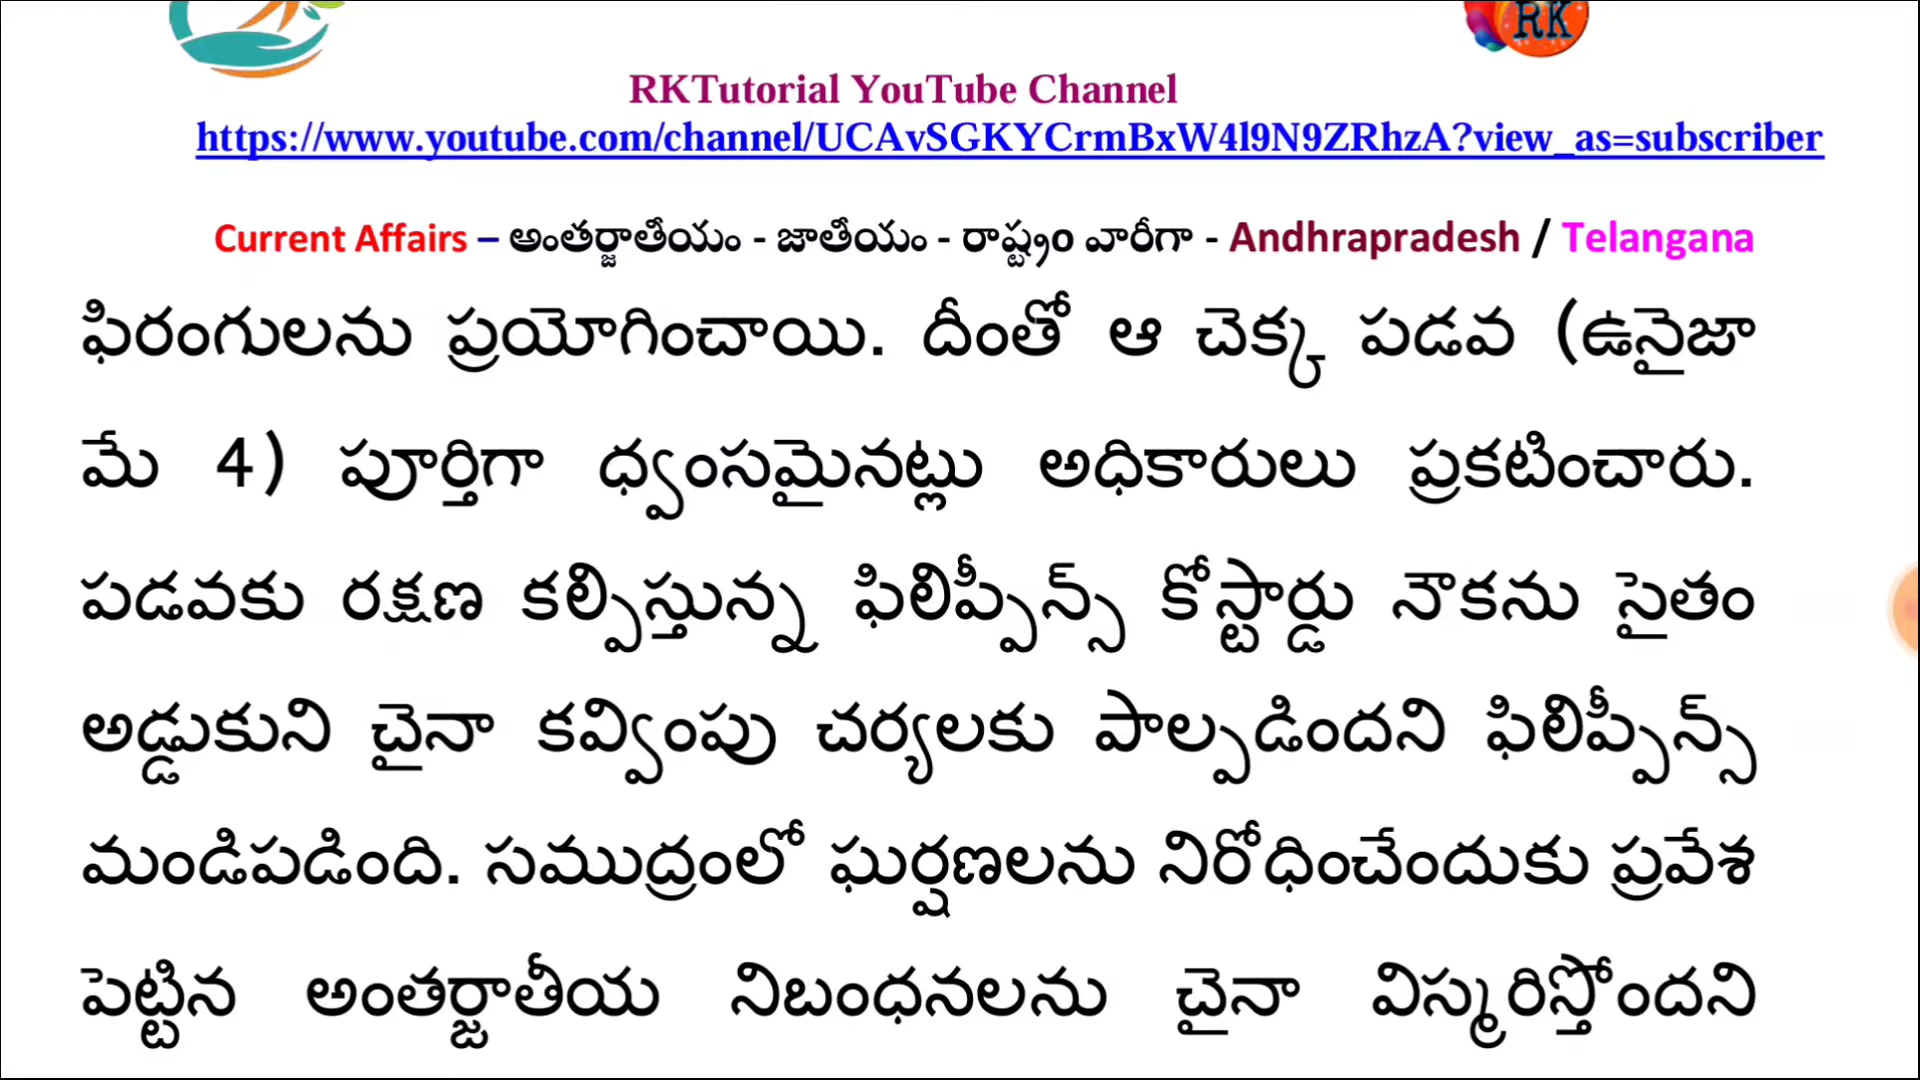 RK
RKTutorial YouTube Channel
https://www.youtube.com/channel/UCAvSGKYCrmBxW4l9N9ZRhzA?view_as=subscriber
Current Affairs – అంతర్జాతీయం - జాతీయం - రాష్ట్రం వారీగా - Andhrapradesh / Telangana
ఫిరంగులను ప్రయోగించాయి. దీంతో ఆ చెక్క పడవ (ఉనైజా
మే 4) పూర్తిగా ధ్వంసమైనట్లు అధికారులు ప్రకటించారు.
పడవకు రక్షణ కల్పిస్తున్న ఫిలిప్పీన్స్ కోస్టార్డు నౌకను సైతం
అడ్డుకుని చైనా కవ్వింపు చర్యలకు పాల్పడిందని ఫిలిప్పీన్స్
మండిపడింది. సముద్రంలో ఘర్షణలను నిరోధించేందుకు ప్రవేశ
పెట్టిన అంతర్జాతీయ నిబంధనలను చైనా విస్మరిస్తోందని